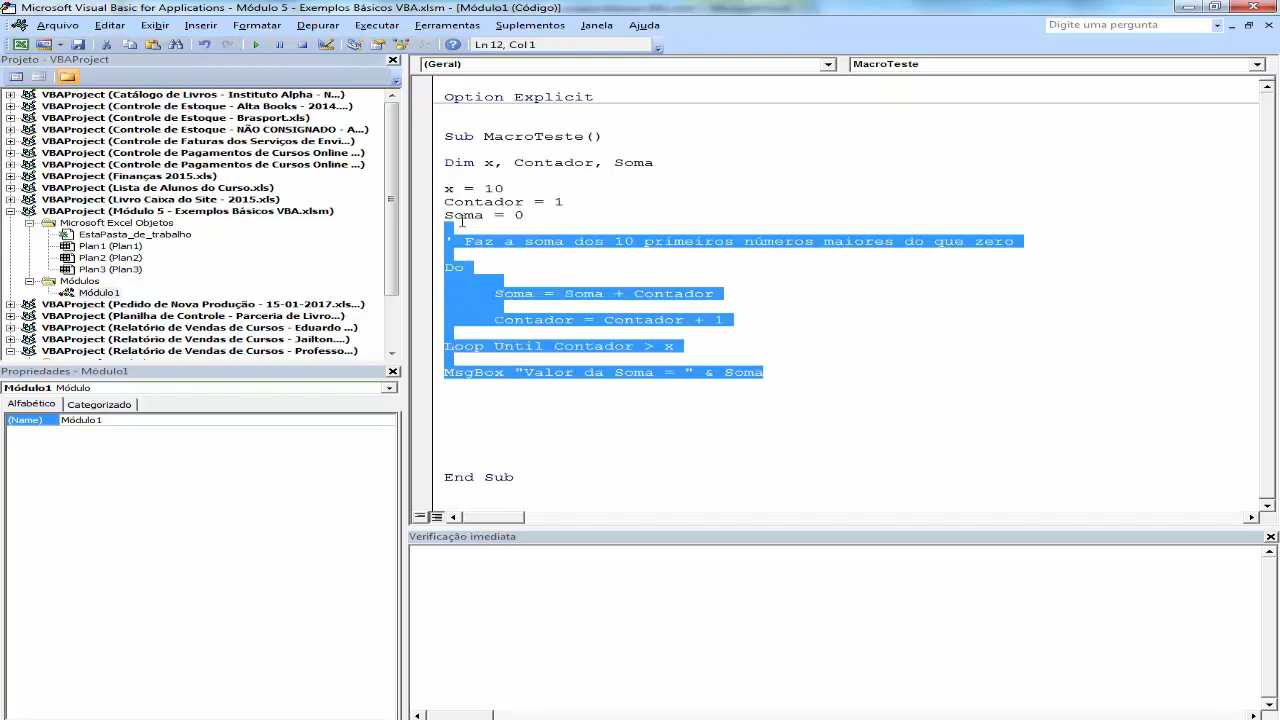 Microsoft Visual Basic for Applications - Módulo 5 - Exemplos Básicos VBA.xlsm - [Módulo1 (Código)]
Arquivo Editar Exibir Inserir Formatar Depurar Executar Ferramentas Suplementos Janela Ajuda
Digite uma pergunta
Ln 12, Col 1
Projeto - VBAProject
VBAProject (Catálogo de Livros - Instituto Alpha - N...)
VBAProject (Controle de Estoque - Alta Books - 2014....)
VBAProject (Controle de Estoque - Brasport.xls)
VBAProject (Controle de Estoque - NÃO CONSIGNADO - A...)
VBAProject (Controle de Faturas dos Serviços de Envi...)
VBAProject (Controle de Pagamentos de Cursos Online ...)
VBAProject (Controle de Pagamentos de Cursos Online ...)
VBAProject (Finanças 2015.xls)
VBAProject (Lista de Alunos do Curso.xls)
VBAProject (Livro Caixa do Site - 2015.xls)
VBAProject (Módulo 5 - Exemplos Básicos VBA.xlsm)
Microsoft Excel Objetos
EstaPasta_de_trabalho
Plan1 (Plan1)
Plan2 (Plan2)
Plan3 (Plan3)
Módulos
Módulo1
VBAProject (Pedido de Nova Produção - 15-01-2017.xls...)
VBAProject (Planilha de Controle - Parceria de Livro...)
VBAProject (Relatório de Vendas de Cursos - Eduardo ...)
VBAProject (Relatório de Vendas de Cursos - Jailton....)
VBAProject (Relatório de Vendas de Cursos - Professo...)
Propriedades - Módulo1
Módulo1 Módulo
Alfabético Categorizado
(Name) Módulo1
(Geral) MacroTeste
Option Explicit
Sub MacroTeste()
Dim x, Contador, Soma
x = 10
Contador = 1
Soma = 0
' Faz a soma dos 10 primeiros números maiores do que zero
Do
Soma = Soma + Contador
Contador = Contador + 1
Loop Until Contador > x
MsgBox "Valor da Soma = " & Soma
End Sub
Verificação imediata